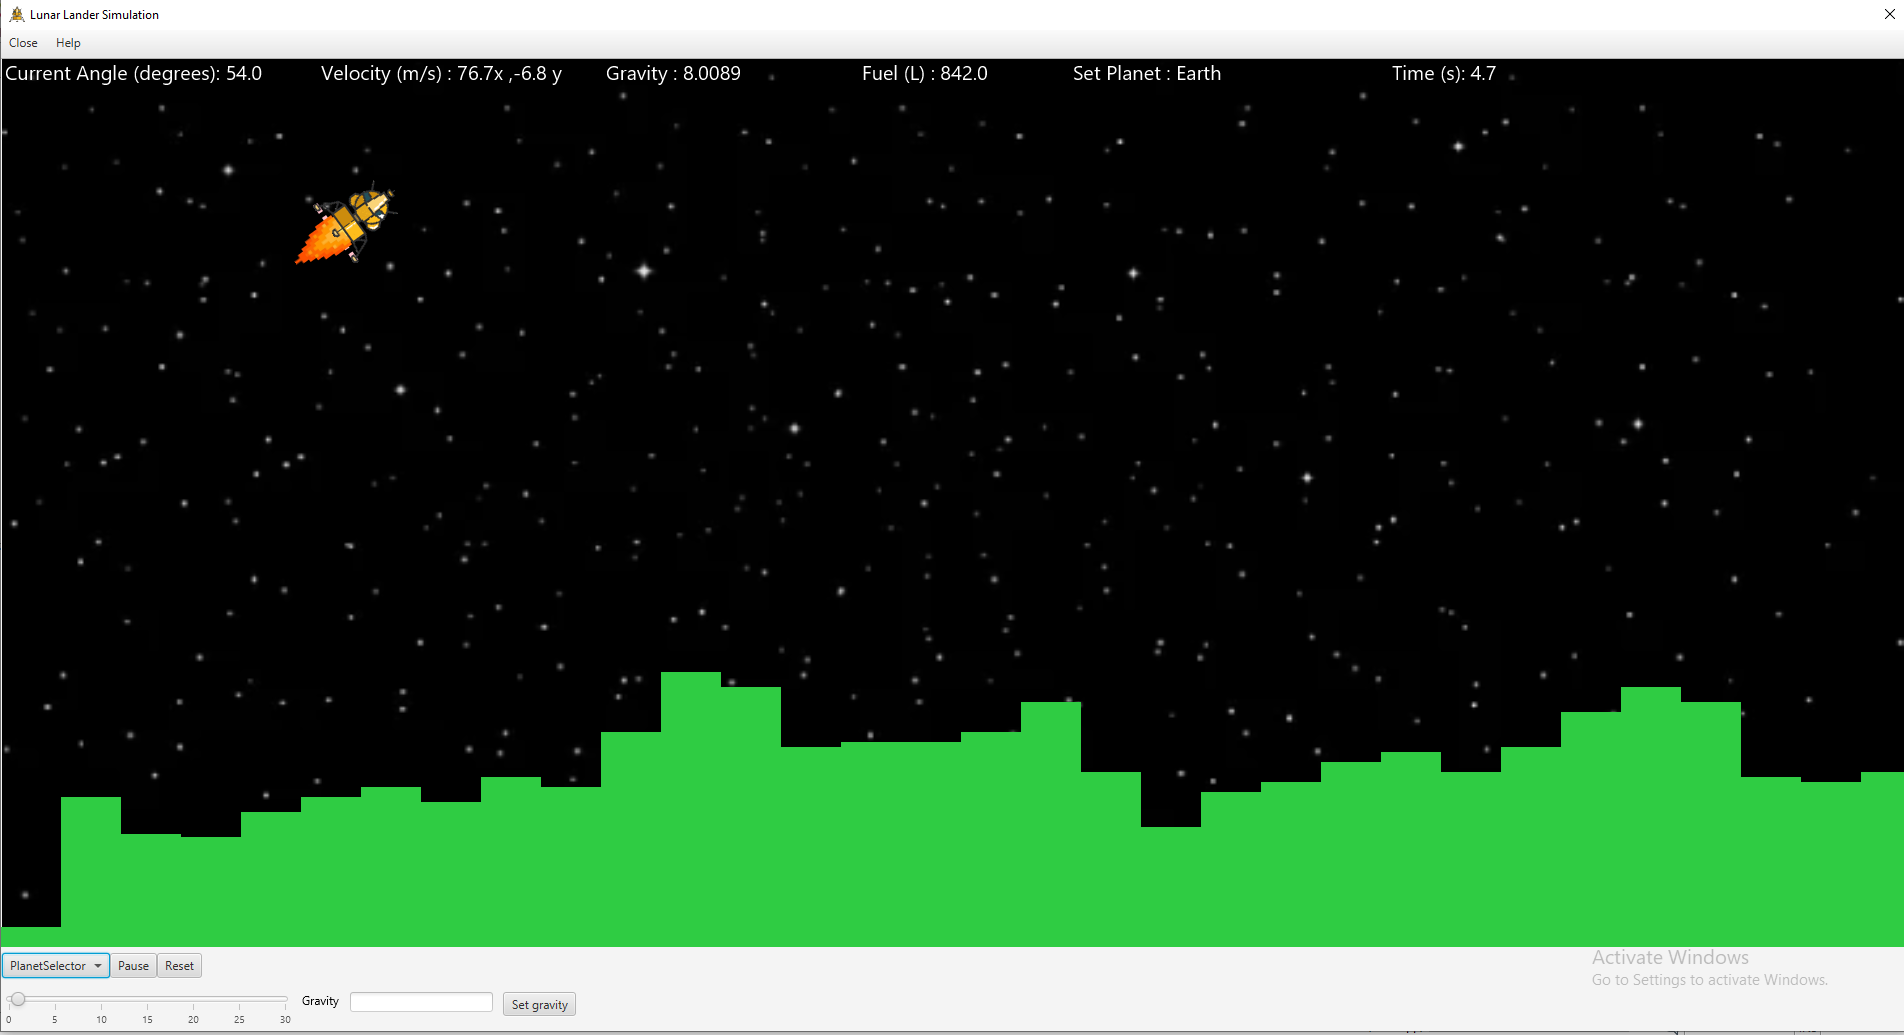 Lunar Lander Simulation
Close Help
Current Angle (degrees): 54.0 Velocity (m/s) : 76.7x ,-6.8 y Gravity : 8.0089 Fuel (L) : 842.0 Set Planet : Earth Time (s): 4.7
PlanetSelector Pause Reset
Activate Windows
Go to Settings to activate Windows.
Gravity Set gravity
0 5 10 15 20 25 30